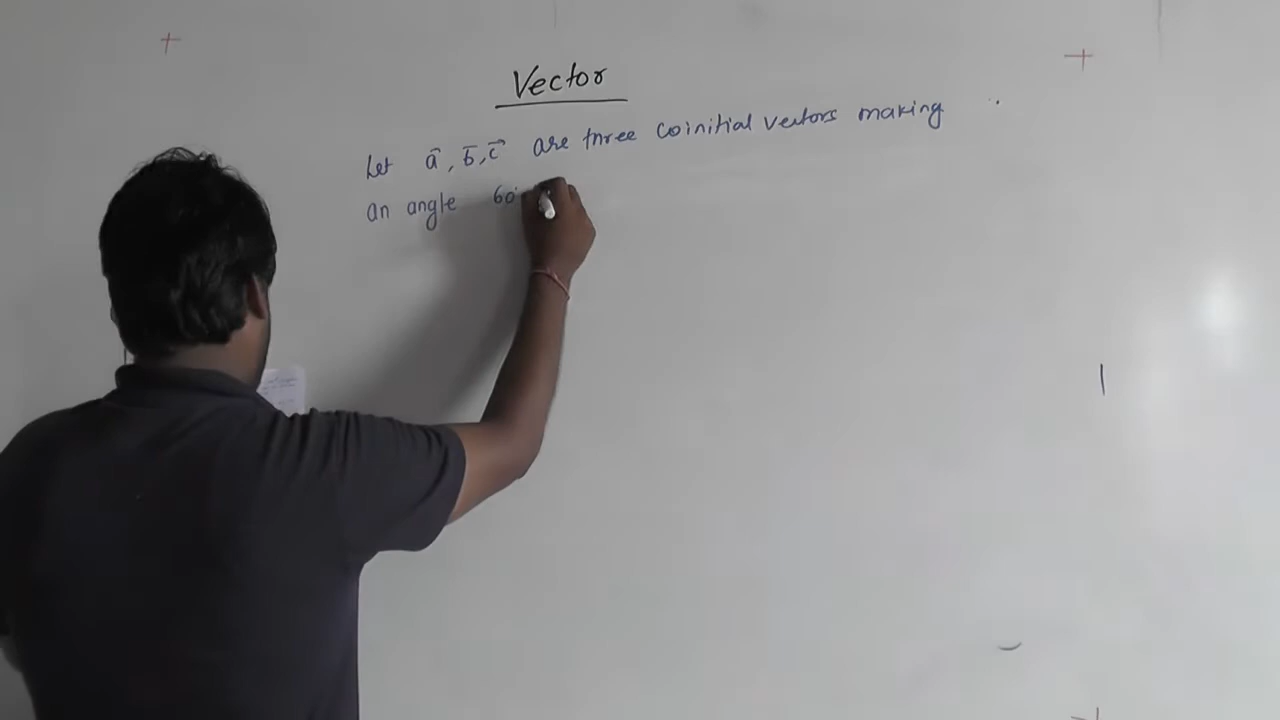 Vector
Let a⃗, b⃗, c⃗ are three coinitial vectors making
an angle 60°